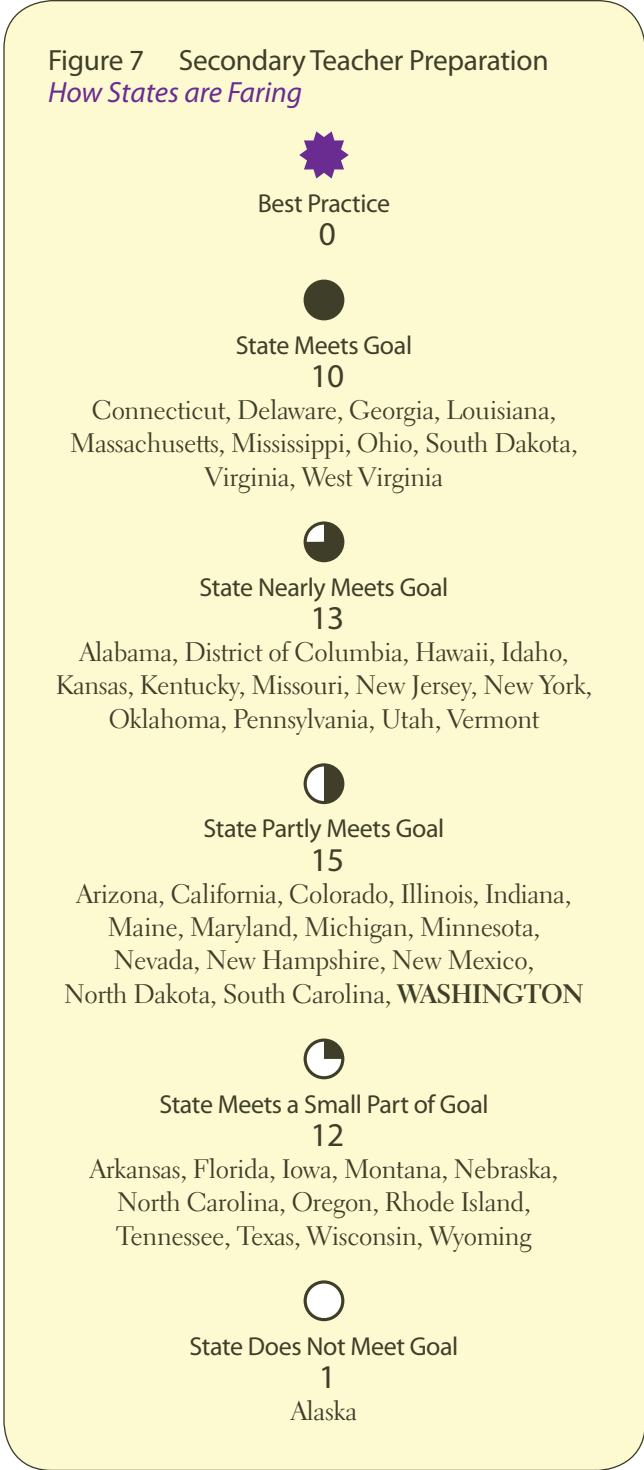 Figure 7 Secondary Teacher Preparation
How States are Faring
Best Practice
0
State Meets Goal
10
Connecticut, Delaware, Georgia, Louisiana,
Massachusetts, Mississippi, Ohio, South Dakota,
Virginia, West Virginia
State Nearly Meets Goal
13
Alabama, District of Columbia, Hawaii, Idaho,
Kansas, Kentucky, Missouri, New Jersey, New York,
Oklahoma, Pennsylvania, Utah, Vermont
State Partly Meets Goal
15
Arizona, California, Colorado, Illinois, Indiana,
Maine, Maryland, Michigan, Minnesota,
Nevada, New Hampshire, New Mexico,
North Dakota, South Carolina, WASHINGTON
State Meets a Small Part of Goal
12
Arkansas, Florida, Iowa, Montana, Nebraska,
North Carolina, Oregon, Rhode Island,
Tennessee, Texas, Wisconsin, Wyoming
State Does Not Meet Goal
1
Alaska